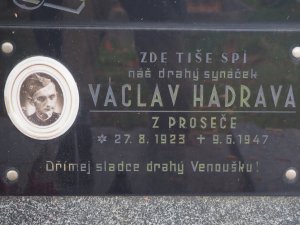 ZDE TIŠE SPÍ
náš drahý synáček
VÁCLAV HADRAVA
Z PROSEČE
* 27. 8. 1923 + 9. 6. 1947
Dřímej sladce drahý Venoušku!